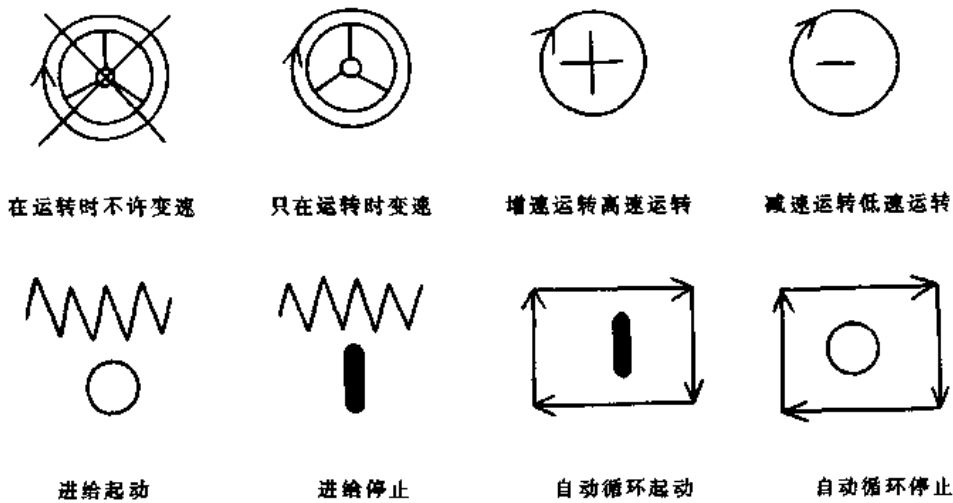 在运转时不许变速
只在运转时变速
增速运转高速运转
减速运转低速运转
进给起动
进给停止
自动循环起动
自动循环停止